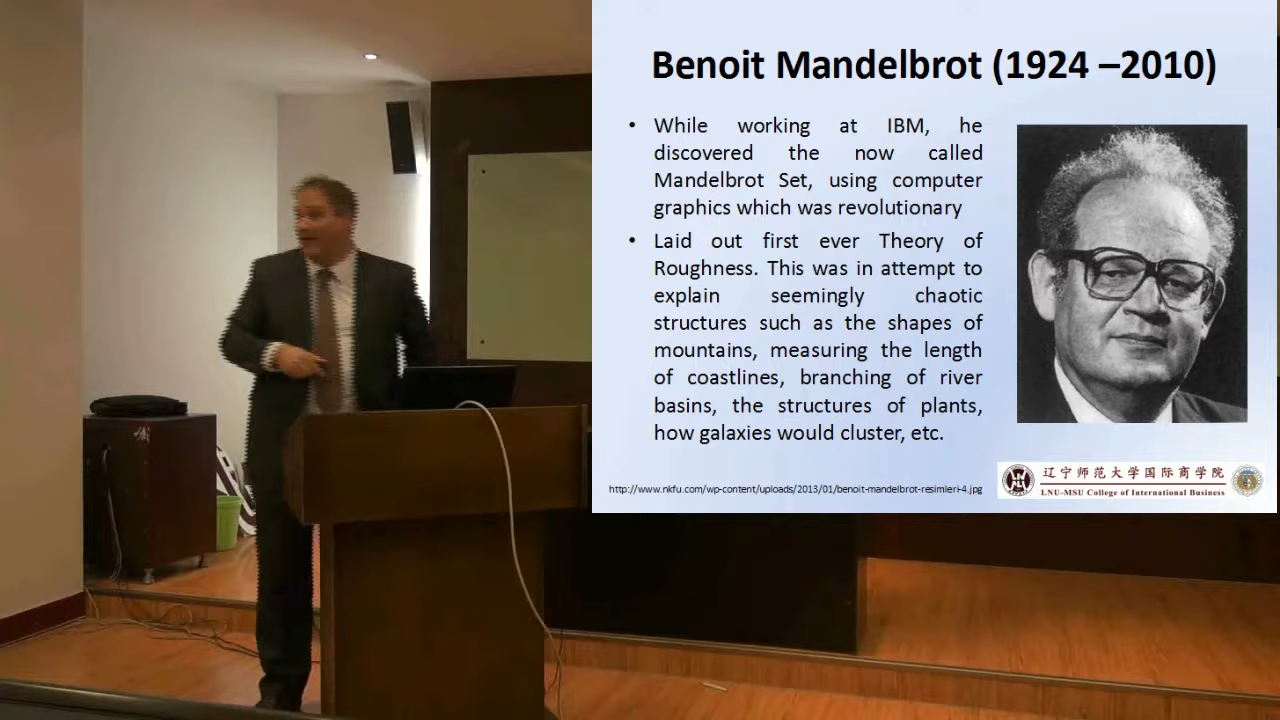 Benoit Mandelbrot (1924 –2010)
• While working at IBM, he
discovered the now called
Mandelbrot Set, using computer
graphics which was revolutionary
• Laid out first ever Theory of
Roughness. This was in attempt to
explain seemingly chaotic
structures such as the shapes of
mountains, measuring the length
of coastlines, branching of river
basins, the structures of plants,
how galaxies would cluster, etc.
http://www.nkfu.com/wp-content/uploads/2013/01/benoit-mandelbrot-resimleri-4.jpg
辽宁师范大学国际商学院
LNU-MSU College of International Business